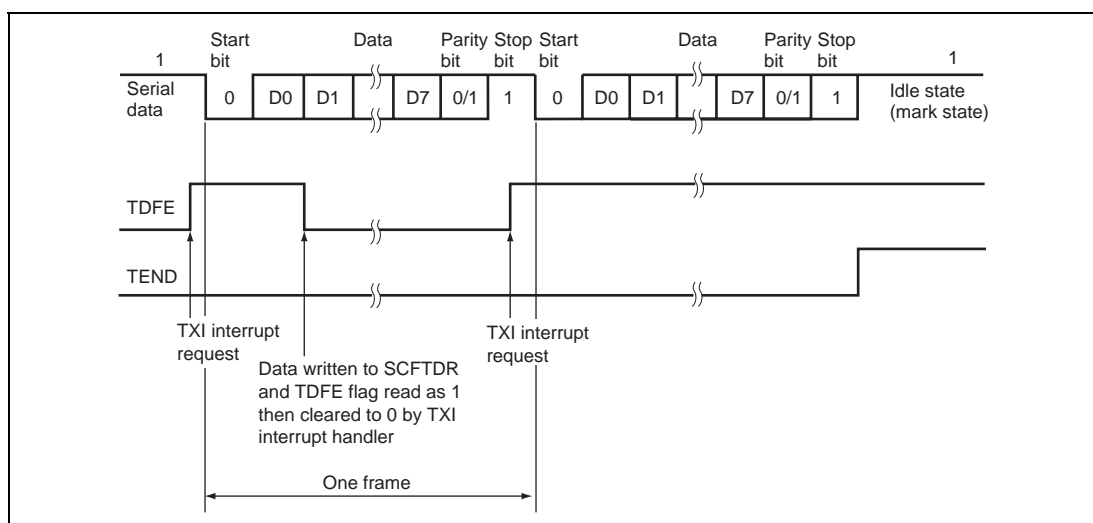 Start bit
Data
Parity bit
Stop bit
Start bit
Data
Parity bit
Stop bit
1
1
Serial data
0
D0
D1
D7
0/1
1
0
D0
D1
D7
0/1
1
Idle state
(mark state)
TDFE
TEND
TXI interrupt
request
TXI interrupt
request
Data written to SCFTDR
and TDFE flag read as 1
then cleared to 0 by TXI
interrupt handler
One frame